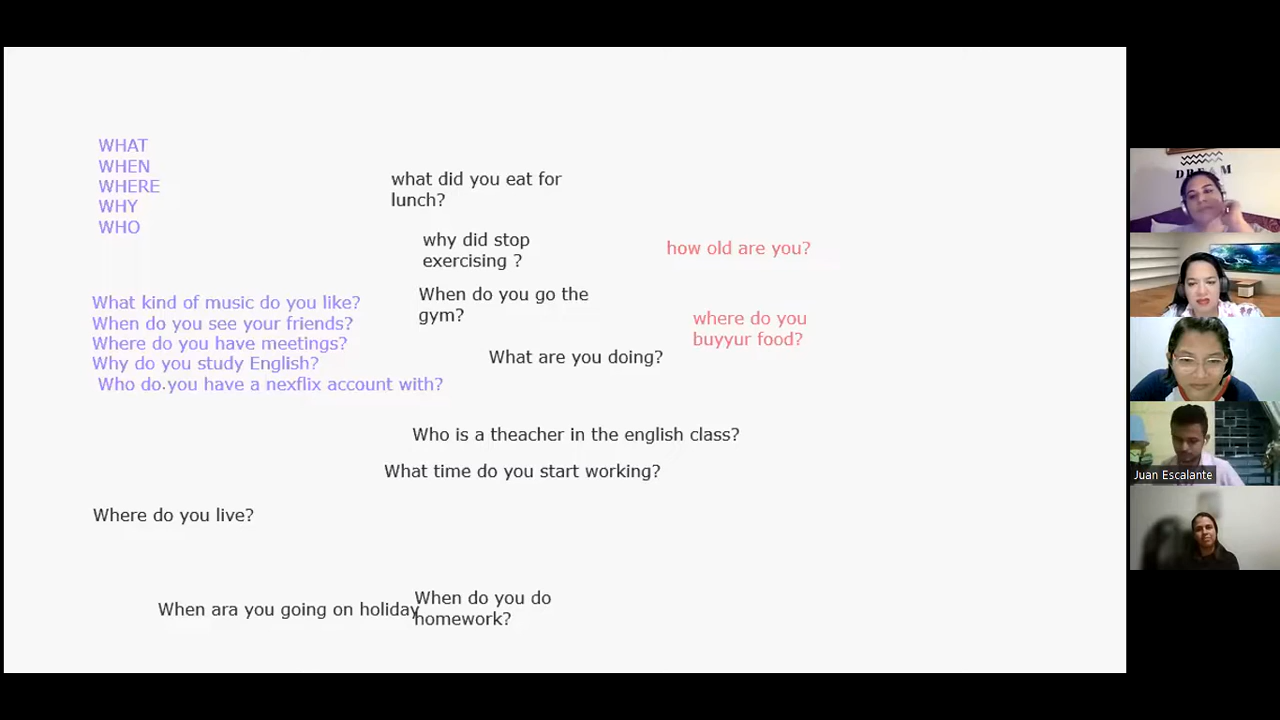 WHAT
WHEN
WHERE
WHY
WHO
what did you eat for
lunch?
why did stop
exercising ?
how old are you?
What kind of music do you like?
When do you see your friends?
Where do you have meetings?
Why do you study English?
Who do.you have a nexflix account with?
When do you go the
gym?
where do you
buyyur food?
What are you doing?
Who is a theacher in the english class?
What time do you start working?
Where do you live?
When ara you going on holiday
When do you do
homework?
DREAM
Juan Escalante